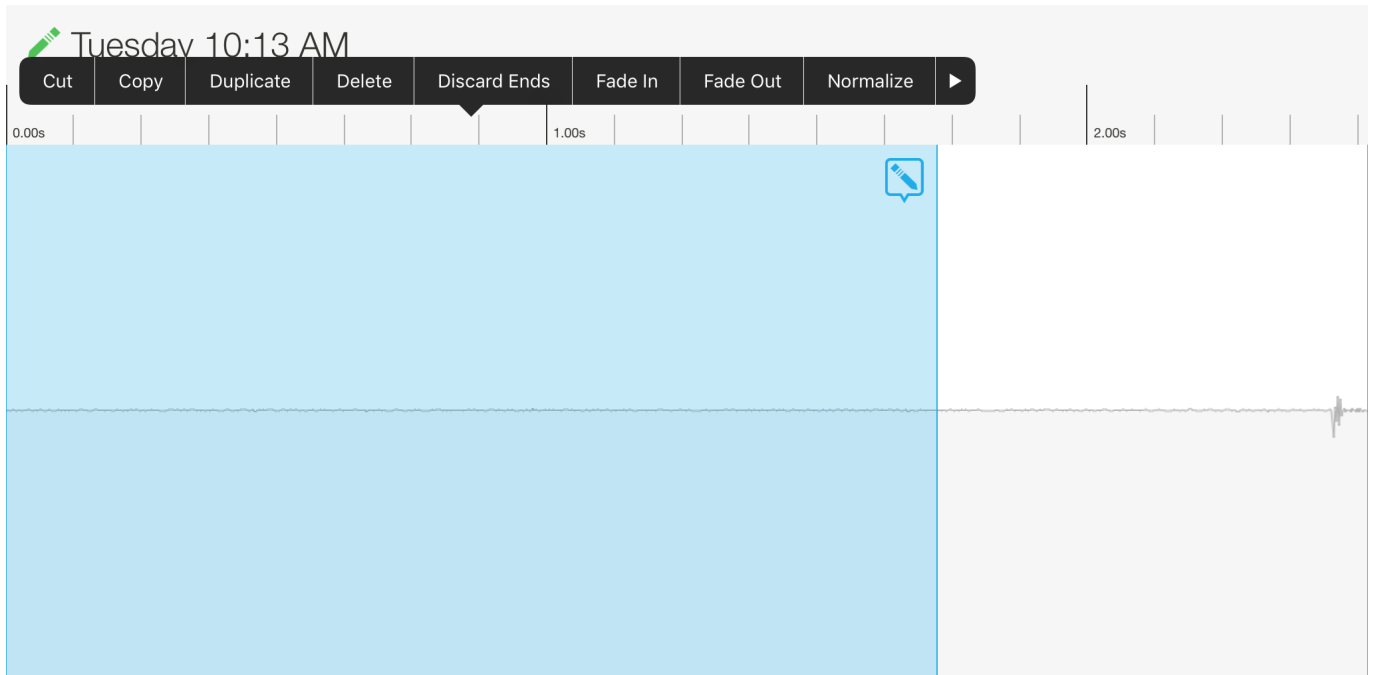 Tuesday 10:13 AM
Cut Copy Duplicate Delete Discard Ends Fade In Fade Out Normalize
0.00s 1.00s 2.00s